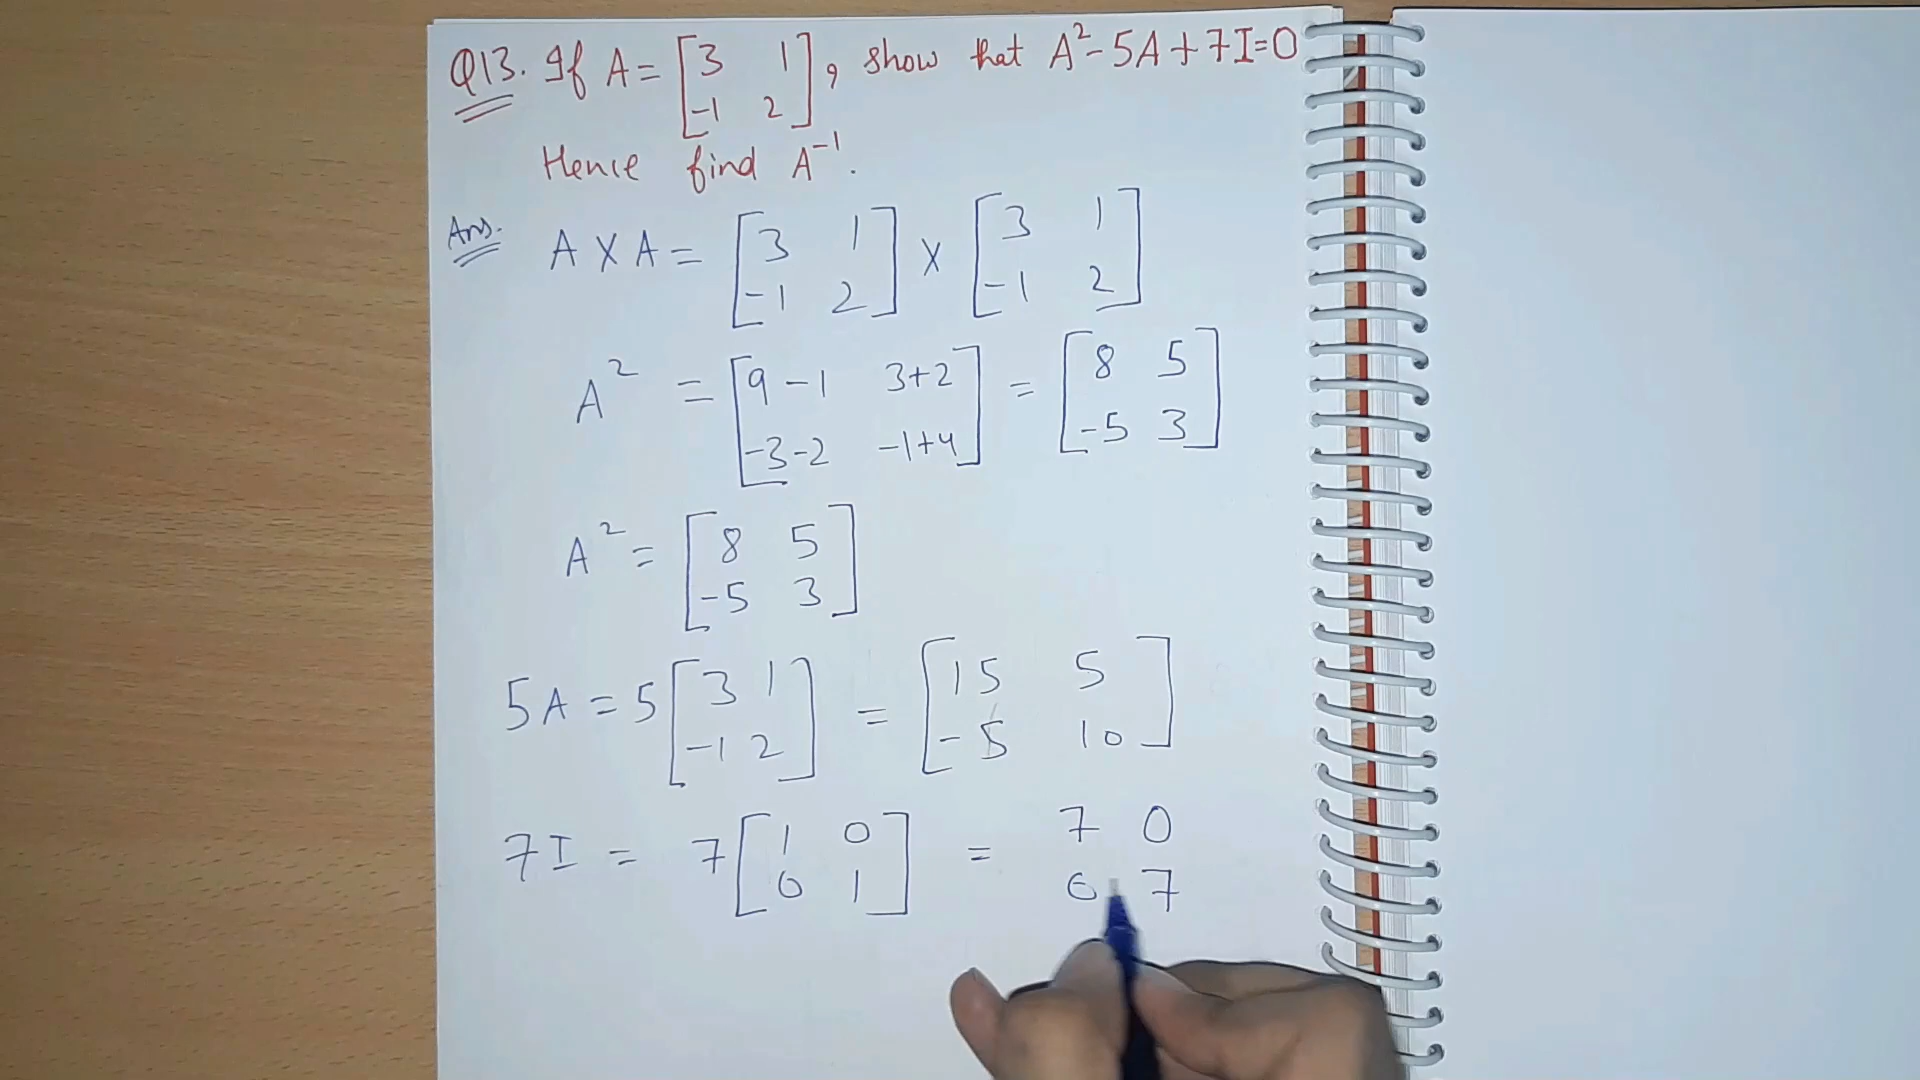 Q13. If A = [3 1; -1 2], show that A²-5A+7I=0
Hence find A⁻¹.
Ans. A X A = [3 1; -1 2] X [3 1; -1 2]
A² = [9-1 3+2; -3-2 -1+4] = [8 5; -5 3]
A² = [8 5; -5 3]
5A = 5[3 1; -1 2] = [15 5; -5 10]
7I = 7[1 0; 0 1] = 7 0; 0 7